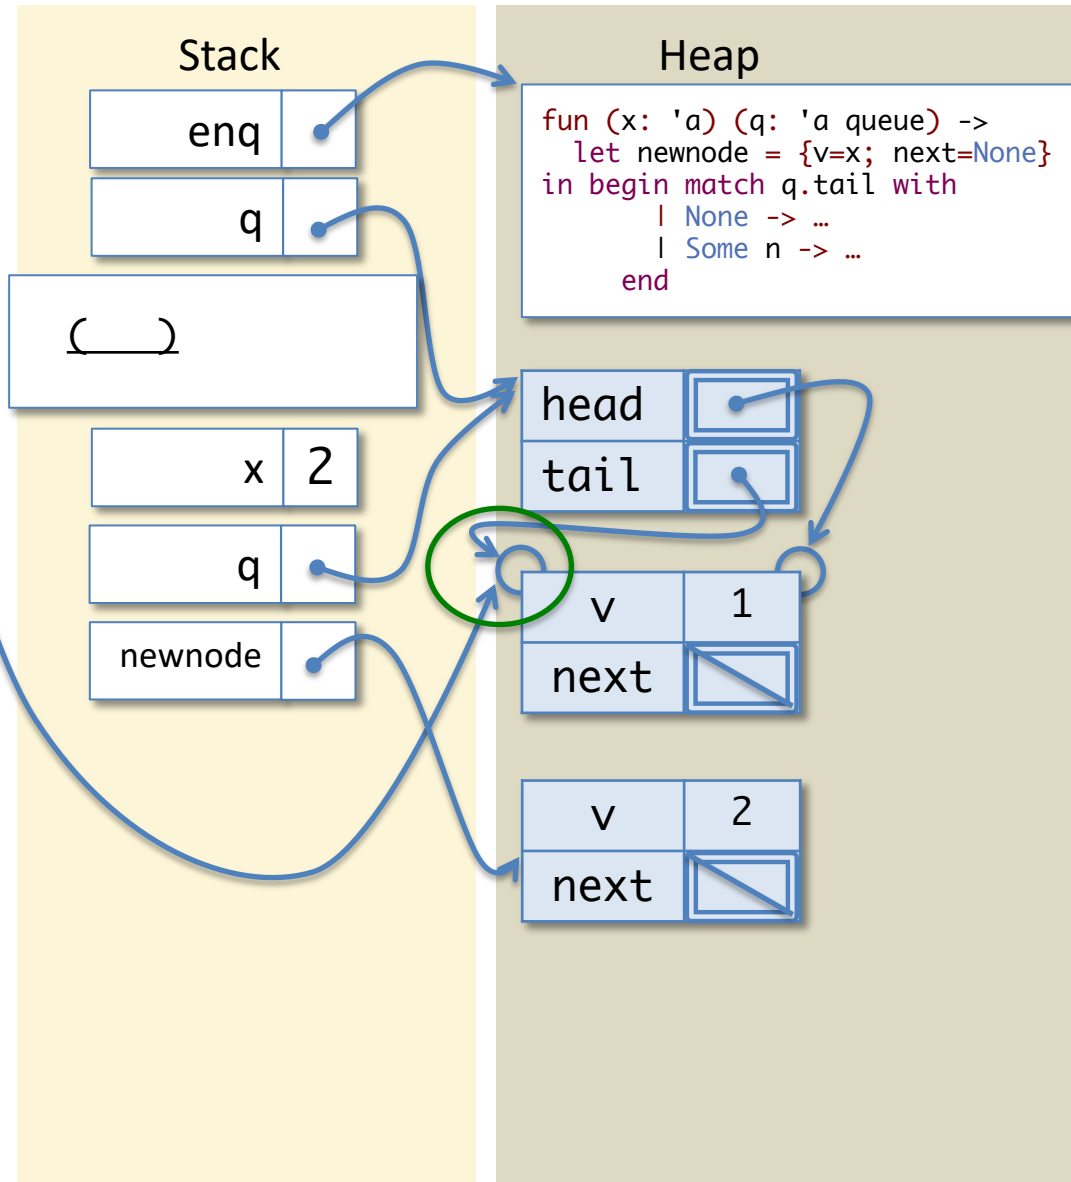 Stack
enq
q
(__)
x 2
q
newnode
Heap
fun (x: 'a) (q: 'a queue) ->
let newnode = {v=x; next=None}
in begin match q.tail with
| None -> …
| Some n -> …
end
head
tail
v 1
next
v 2
next